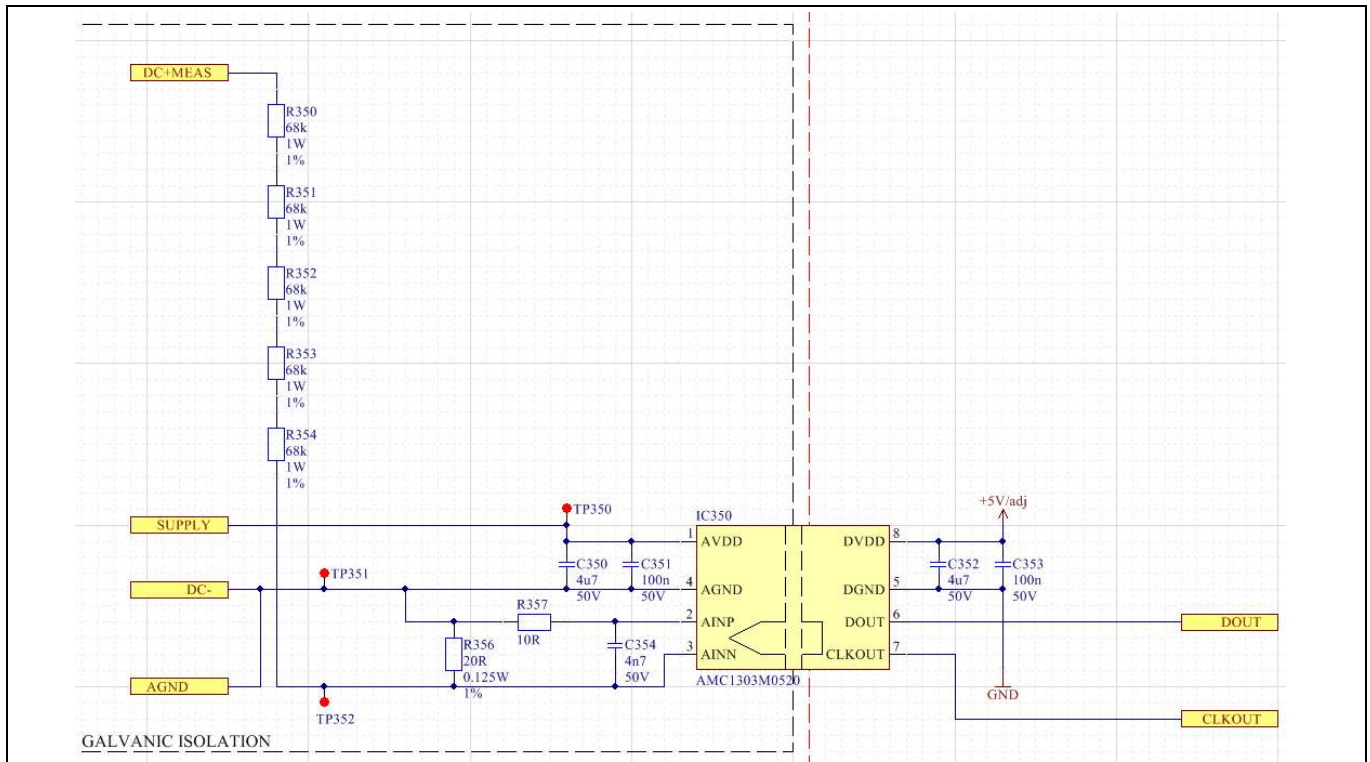 DC+MEAS
R350
68k
1W
1%
R351
68k
1W
1%
R352
68k
1W
1%
R353
68k
1W
1%
R354
68k
1W
1%
SUPPLY
TP350
IC350
+5V/adj
1 AVDD DVDD 8
C350
4u7
50V
C351
100n
50V
C352
4u7
50V
C353
100n
50V
DC-
TP351
4 AGND DGND 5
R357
10R
2 AINP DOUT 6
DOUT
R356
20R
0.125W
1%
C354
4n7
50V
3 AINN CLKOUT 7
AMC1303M0520
AGND
TP352
GND
CLKOUT
GALVANIC ISOLATION